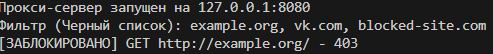 Прокси-сервер запущен на 127.0.0.1:8080
Фильтр (Черный список): example.org, vk.com, blocked-site.com
[ЗАБЛОКИРОВАНО] GET http://example.org/ - 403